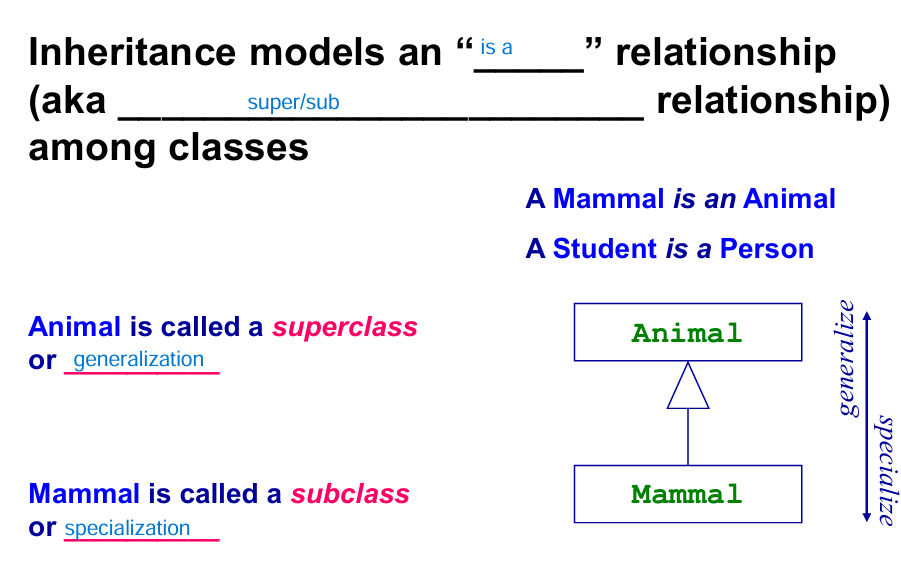 Inheritance models an “is a” relationship
(aka super/sub relationship)
among classes
A Mammal is an Animal
A Student is a Person
Animal is called a superclass
or generalization
Animal
generalize
specialize
Mammal is called a subclass
or specialization
Mammal